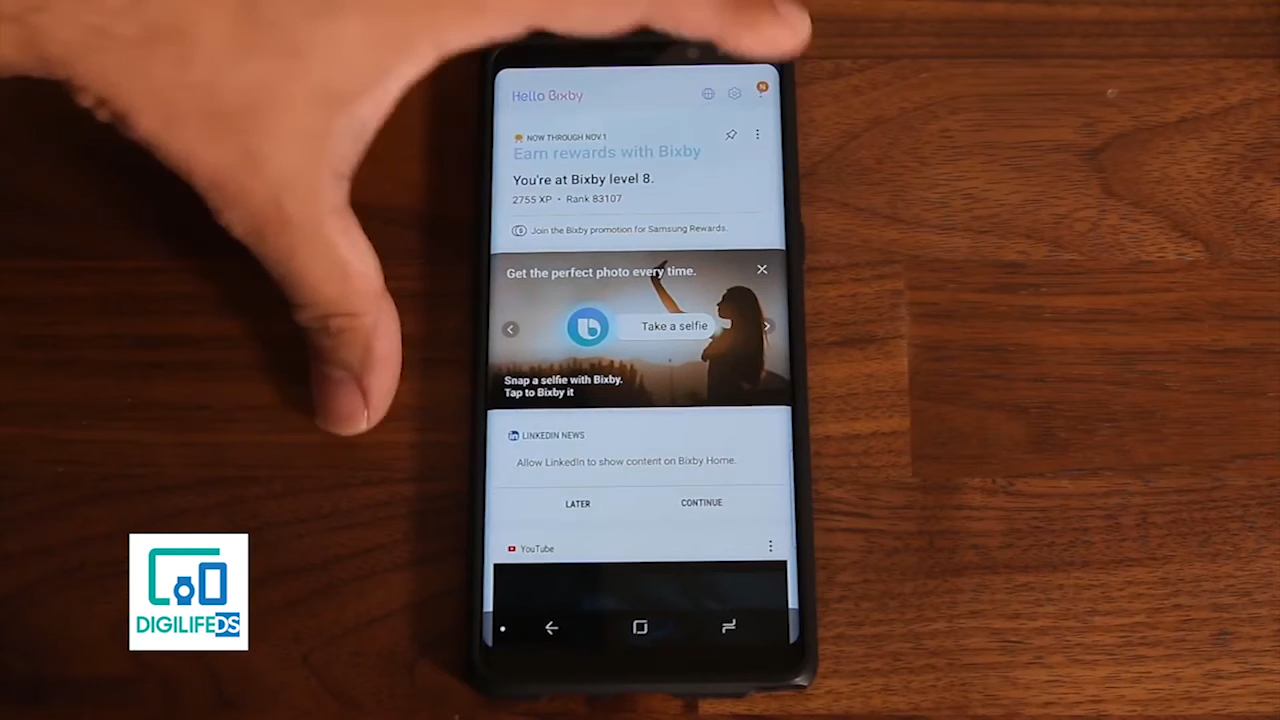 Hello Bixby
N
NOW THROUGH NOV.1
Earn rewards with Bixby
You're at Bixby level 8.
2755 XP • Rank 83107
Join the Bixby promotion for Samsung Rewards.
Get the perfect photo every time.
Take a selfie
Snap a selfie with Bixby.
Tap to Bixby it
in LINKEDIN NEWS
Allow LinkedIn to show content on Bixby Home.
LATER CONTINUE
YouTube
DIGILIFEDS